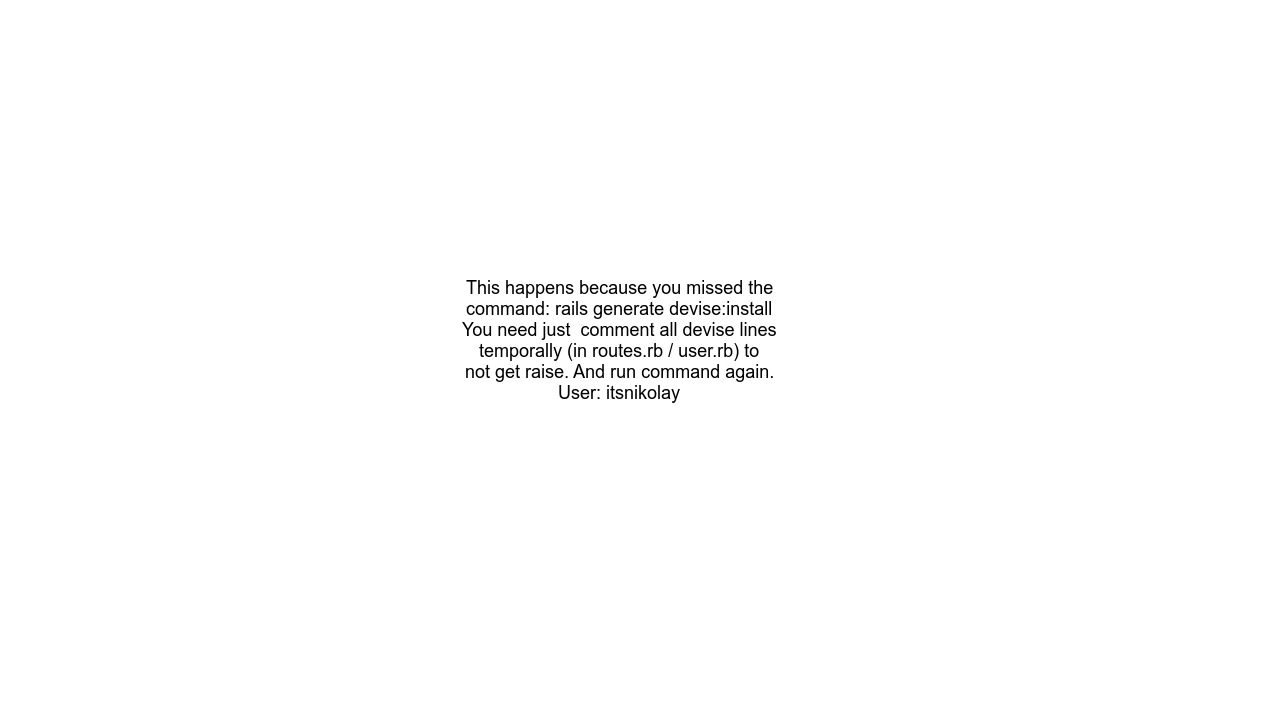 This happens because you missed the
command: rails generate devise:install
You need just  comment all devise lines
temporally (in routes.rb / user.rb) to
not get raise. And run command again.
User: itsnikolay